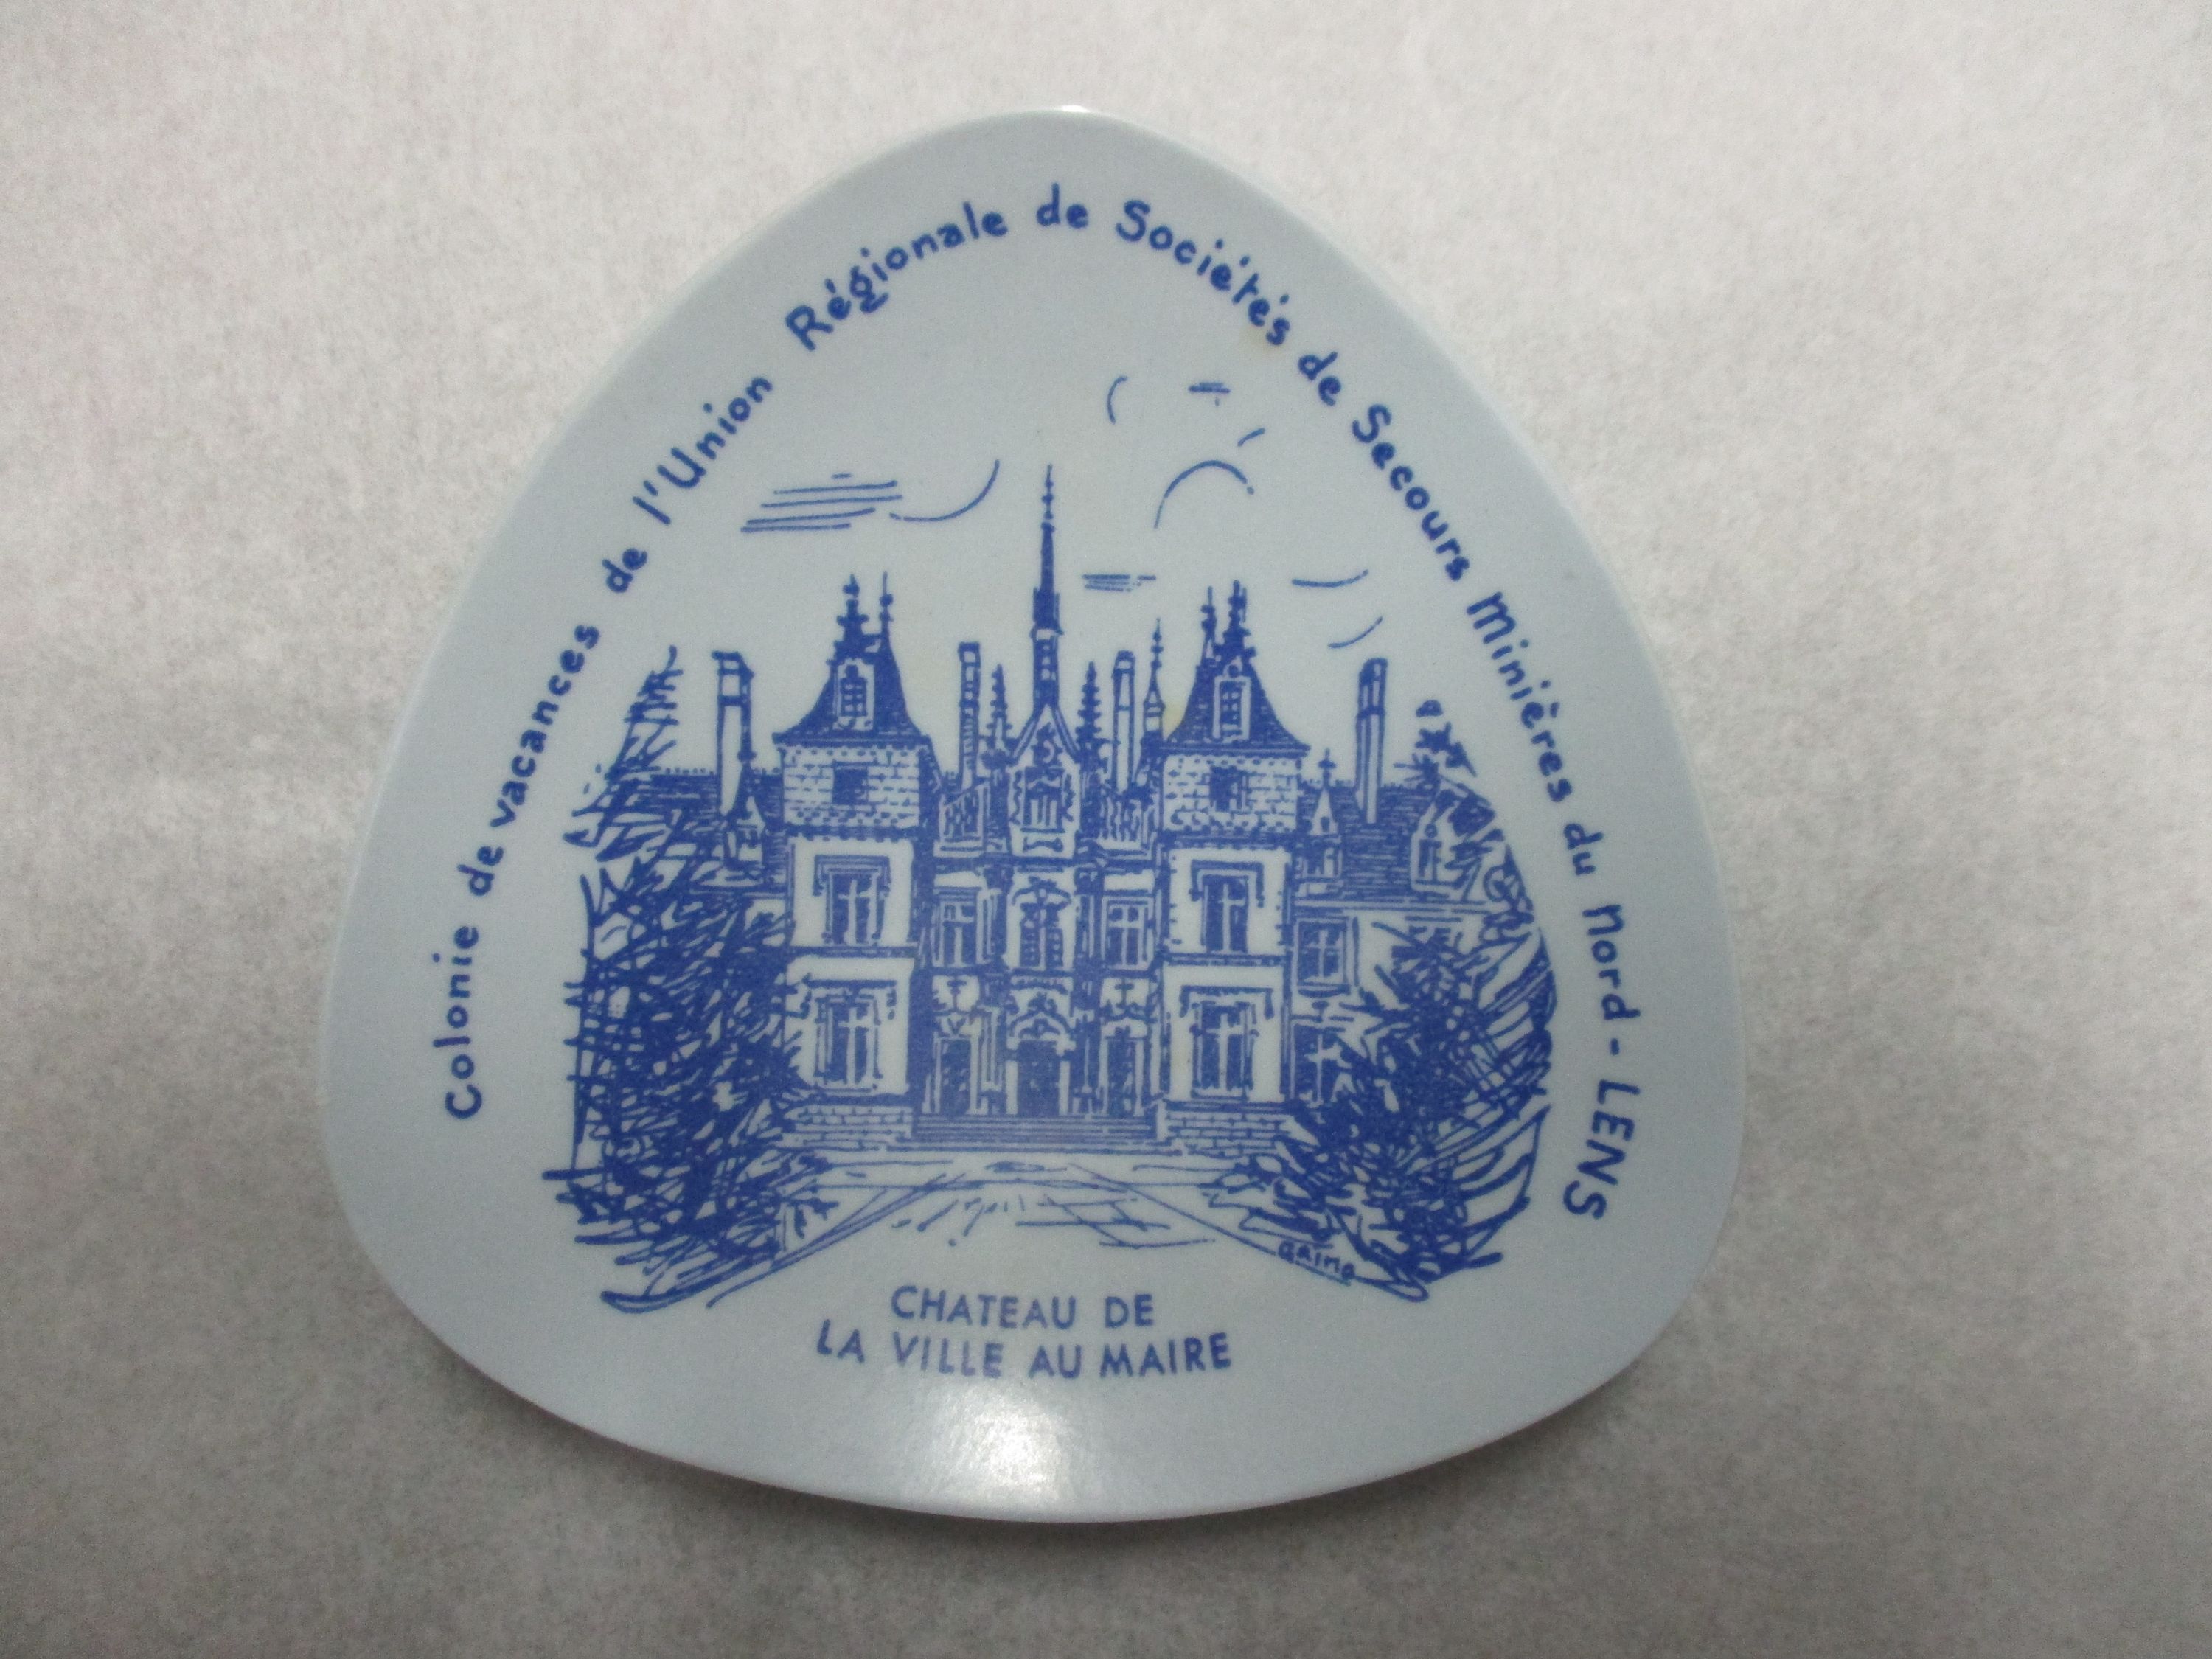 Colonie de vacances de l'Union Régionale de Sociétés de Secours Minières du Nord - LENS
CHATEAU DE
LA VILLE AU MAIRE